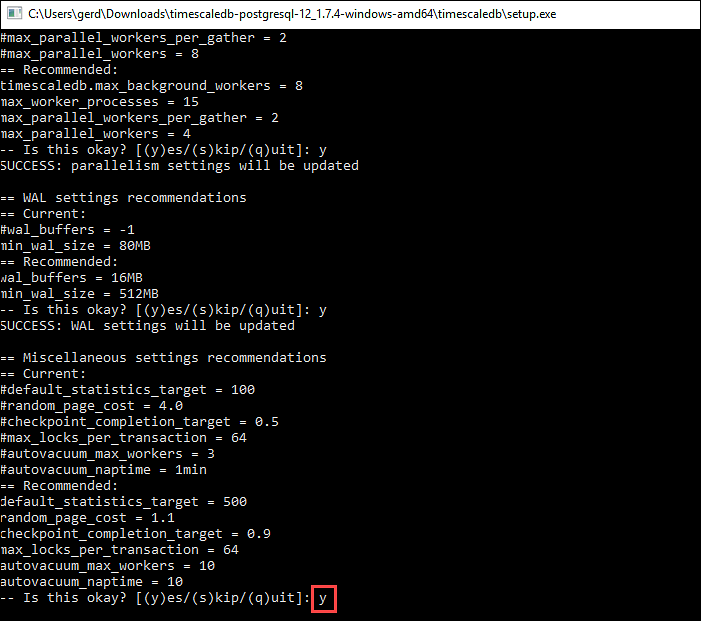 C:\Users\gerd\Downloads\timescaledb-postgresql-12_1.7.4-windows-amd64\timescaledb\setup.exe
#max_parallel_workers_per_gather = 2
#max_parallel_workers = 8
== Recommended:
timescaledb.max_background_workers = 8
max_worker_processes = 15
max_parallel_workers_per_gather = 2
max_parallel_workers = 4
-- Is this okay? [(y)es/(s)kip/(q)uit]: y
SUCCESS: parallelism settings will be updated
== WAL settings recommendations
== Current:
#wal_buffers = -1
min_wal_size = 80MB
== Recommended:
wal_buffers = 16MB
min_wal_size = 512MB
-- Is this okay? [(y)es/(s)kip/(q)uit]: y
SUCCESS: WAL settings will be updated
== Miscellaneous settings recommendations
== Current:
#default_statistics_target = 100
#random_page_cost = 4.0
#checkpoint_completion_target = 0.5
#max_locks_per_transaction = 64
#autovacuum_max_workers = 3
#autovacuum_naptime = 1min
== Recommended:
default_statistics_target = 500
random_page_cost = 1.1
checkpoint_completion_target = 0.9
max_locks_per_transaction = 64
autovacuum_max_workers = 10
autovacuum_naptime = 10
-- Is this okay? [(y)es/(s)kip/(q)uit]: y